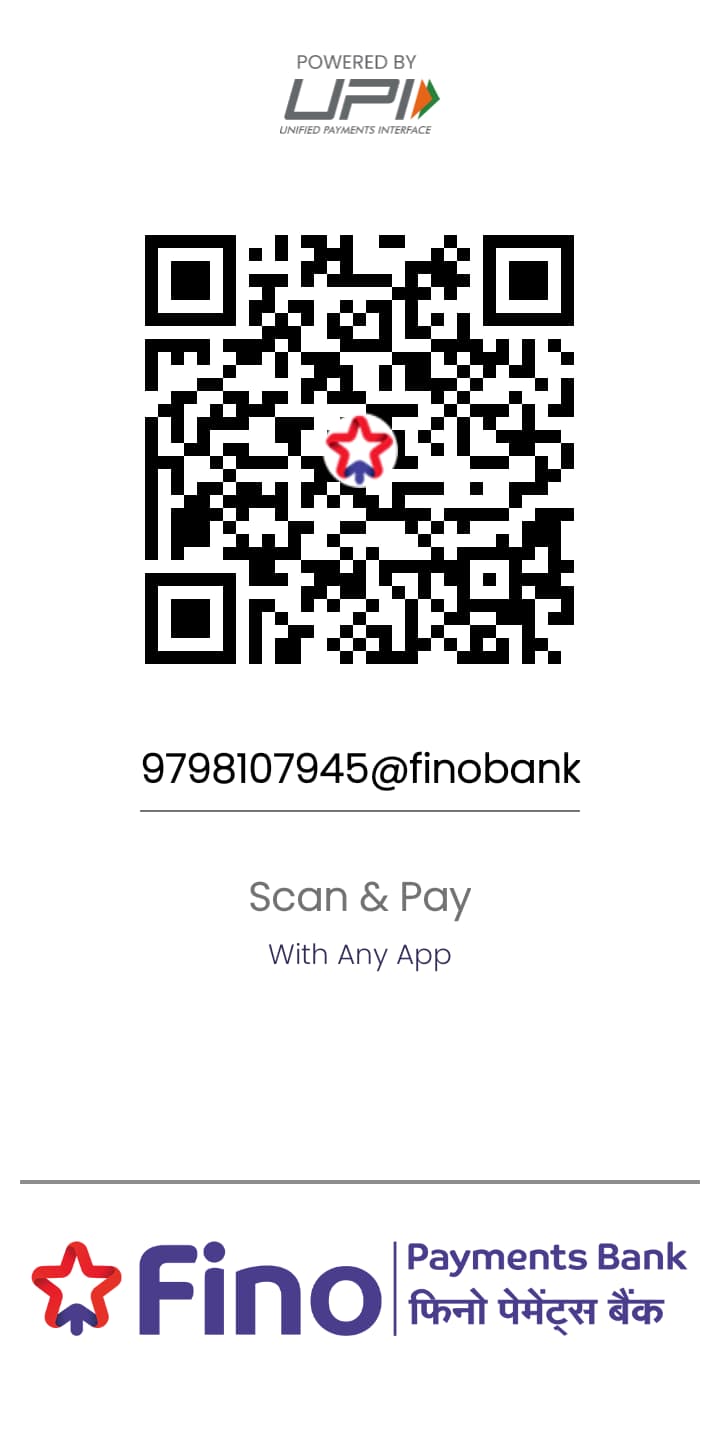 POWERED BY
UPI
UNIFIED PAYMENTS INTERFACE
9798107945@finobank
Scan & Pay
With Any App
Fino
Payments Bank
फिनो पेमेंट्स बैंक